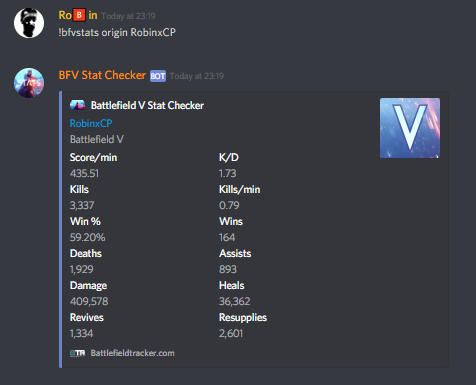 Ro B in Today at 23:19
!bfvstats origin RobinxCP
BFV Stat Checker BOT Today at 23:19
Battlefield V Stat Checker
RobinxCP
Battlefield V
Score/min K/D
435.51 1.73
Kills Kills/min
3,337 0.79
Win % Wins
59.20% 164
Deaths Assists
1,929 893
Damage Heals
409,578 36,362
Revives Resupplies
1,334 2,601
TR Battlefieldtracker.com
V